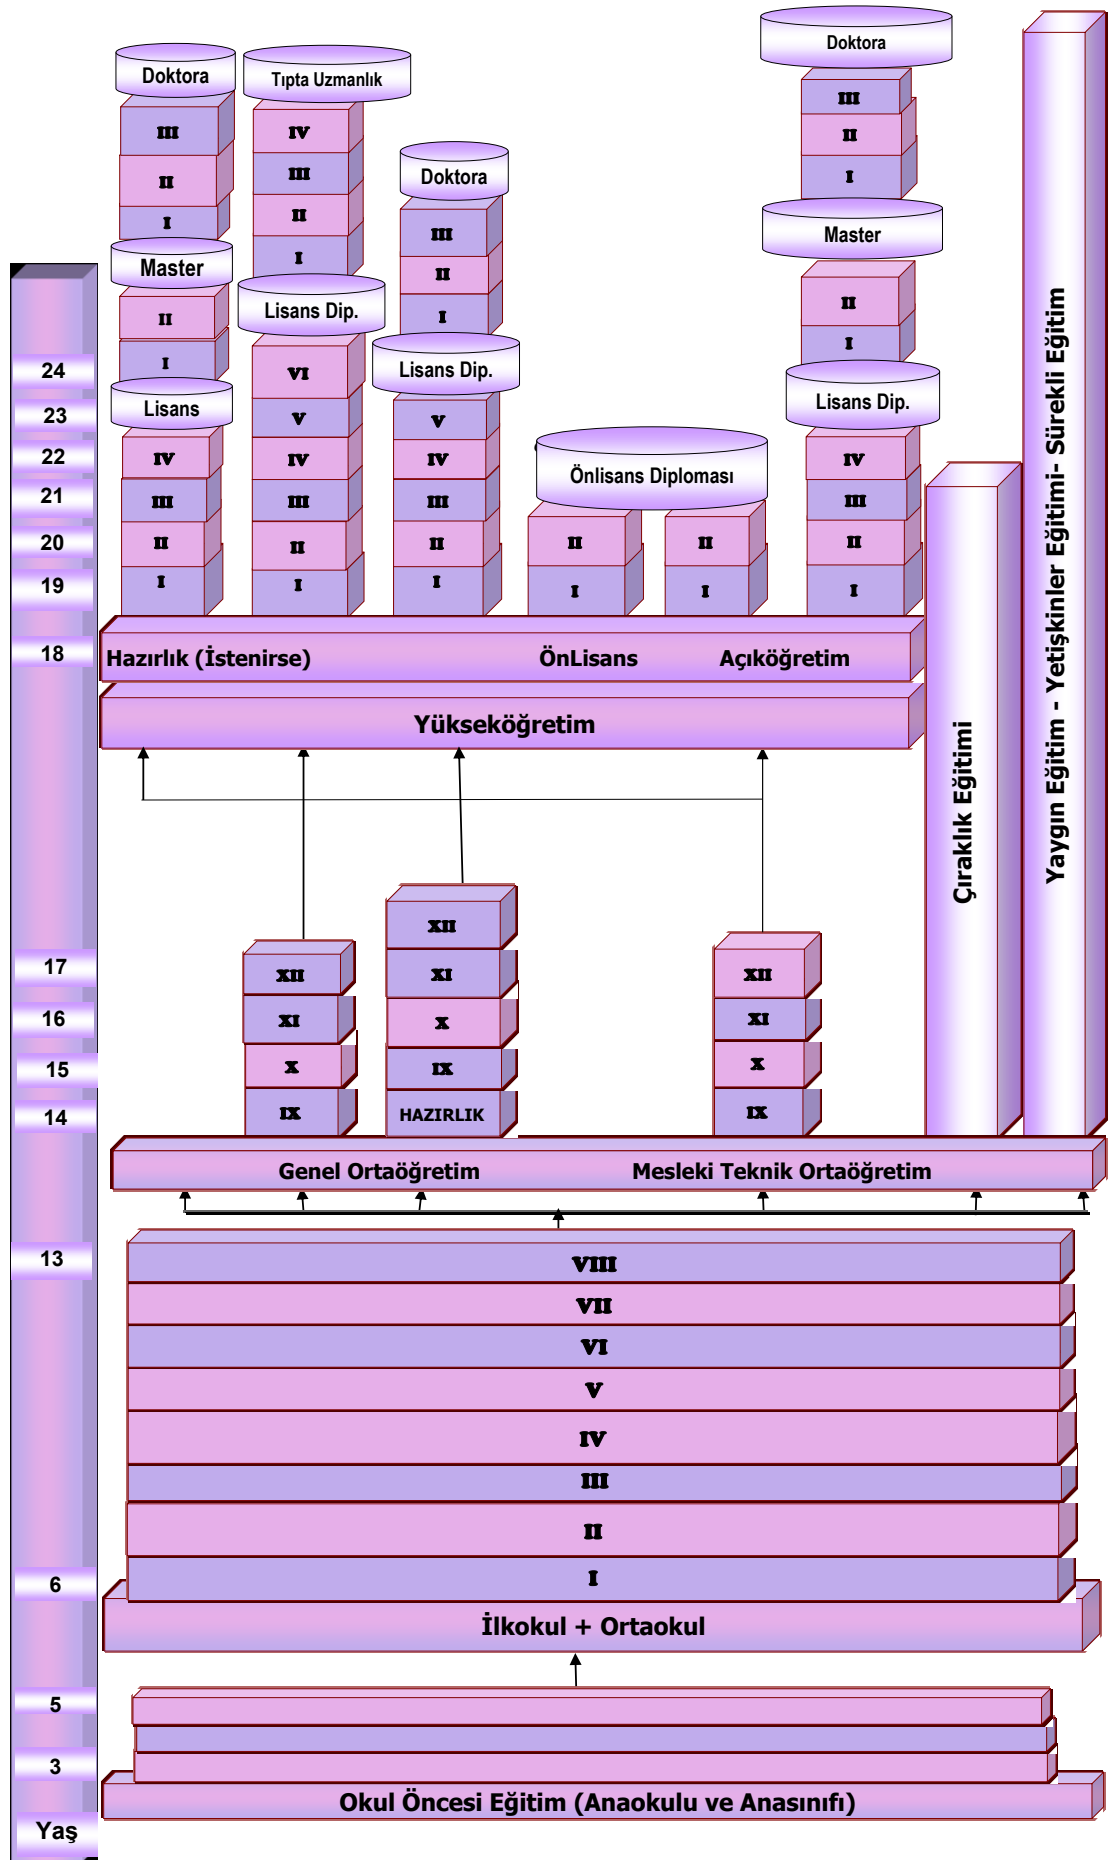 Doktora
III
II
I
Master
II
I
Lisans
IV
III
II
I
Tıpta Uzmanlık
IV
III
II
I
Lisans Dip.
VI
V
IV
III
II
I
Doktora
III
II
I
Lisans Dip.
V
IV
III
II
I
Önlisans Diploması
II
I
II
I
Doktora
III
II
I
Master
II
I
Lisans Dip.
IV
III
II
I
Hazırlık (İstenirse)
ÖnLisans
Açıköğretim
Yükseköğretim
XII
XI
X
IX
XII
XI
X
IX
HAZIRLIK
XII
XI
X
IX
Genel Ortaöğretim
Mesleki Teknik Ortaöğretim
Çıraklık Eğitimi
Yaygın Eğitim - Yetişkinler Eğitimi- Sürekli Eğitim
VIII
VII
VI
V
IV
III
II
I
İlkokul + Ortaokul
Okul Öncesi Eğitim (Anaokulu ve Anasınıfı)
24
23
22
21
20
19
18
17
16
15
14
13
6
5
3
Yaş